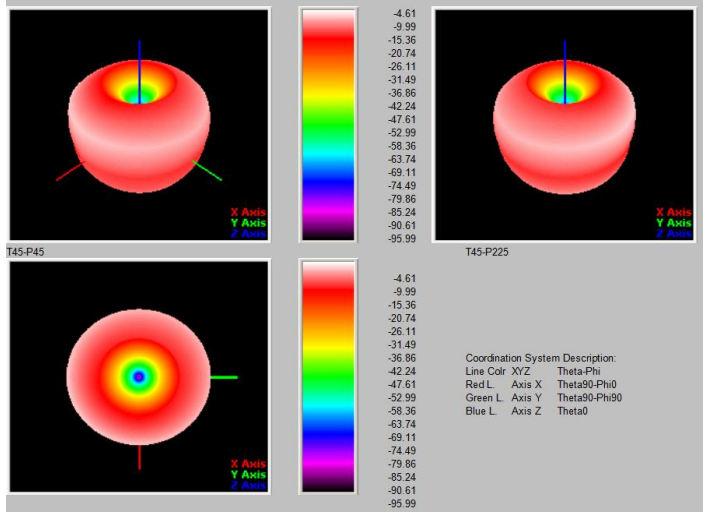 -4.61
-9.99
-15.36
-20.74
-26.11
-31.49
-36.86
-42.24
-47.61
-52.99
-58.36
-63.74
-69.11
-74.49
-79.86
-85.24
-90.61
-95.99
X Axis
Y Axis
Z Axis
X Axis
Y Axis
Z Axis
T45-P45
T45-P225
-4.61
-9.99
-15.36
-20.74
-26.11
-31.49
-36.86
-42.24
-47.61
-52.99
-58.36
-63.74
-69.11
-74.49
-79.86
-85.24
-90.61
-95.99
Coordination System Description:
Line Colr XYZ Theta-Phi
Red L. Axis X Theta90-Phi0
Green L. Axis Y Theta90-Phi90
Blue L. Axis Z Theta0
X Axis
Y Axis
Z Axis